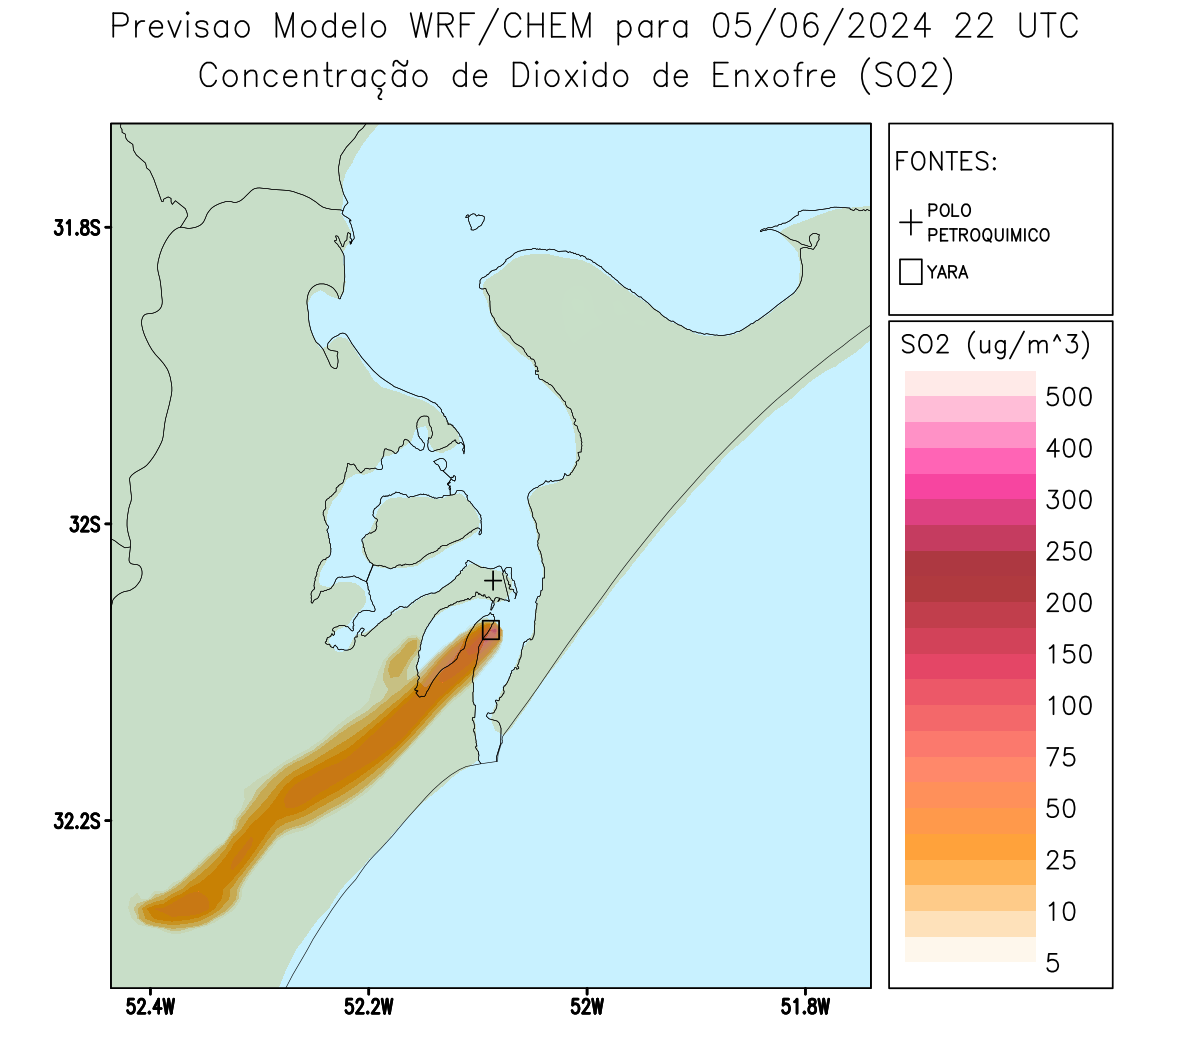 Previsao Modelo WRF/CHEM para 05/06/2024 22 UTC
Concentração de Dioxido de Enxofre (SO2)
FONTES:
POLO
PETROQUIMICO
YARA
SO2 (ug/m^3)
500
400
300
250
200
150
100
75
50
25
10
5
31.8S
32S
32.2S
52.4W
52.2W
52W
51.8W